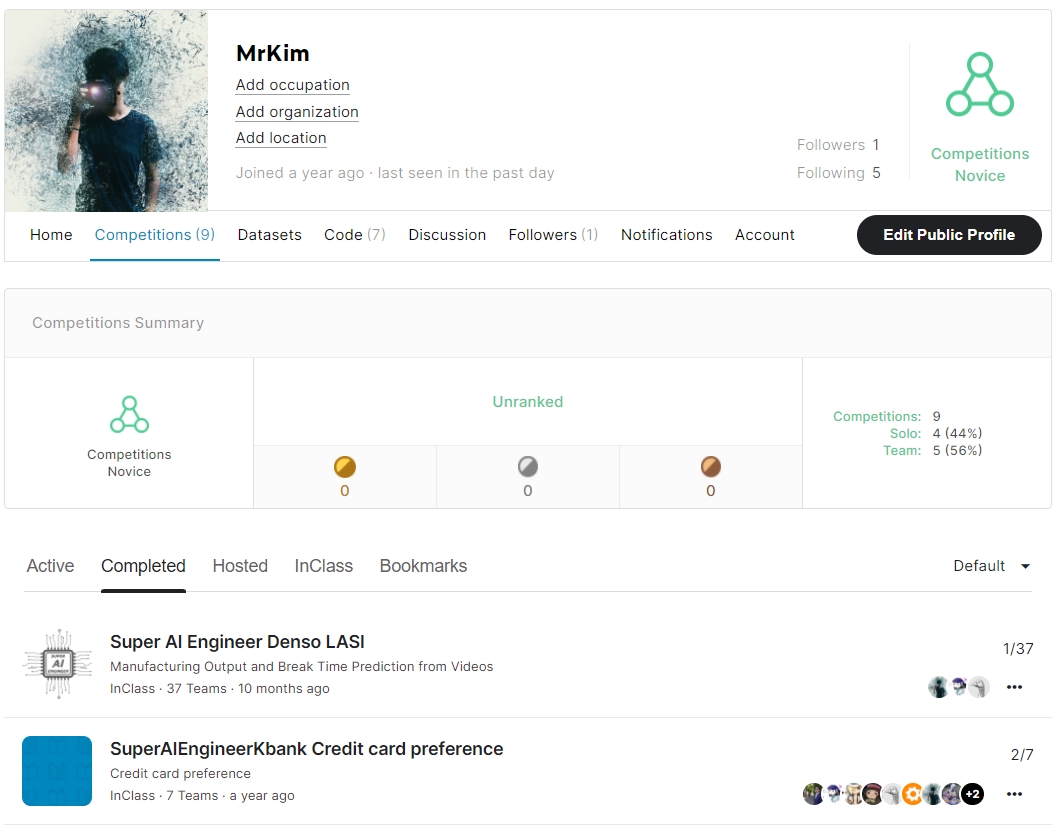 MrKim
Add occupation
Add organization
Add location
Joined a year ago · last seen in the past day
Followers 1
Following 5
Competitions
Novice
Home
Competitions (9)
Datasets
Code (7)
Discussion
Followers (1)
Notifications
Account
Edit Public Profile
Competitions Summary
Competitions
Novice
Unranked
0
0
0
Competitions: 9
Solo: 4 (44%)
Team: 5 (56%)
Active
Completed
Hosted
InClass
Bookmarks
Default
SUPER
AI
ENGINEER
Super AI Engineer Denso LASI
Manufacturing Output and Break Time Prediction from Videos
InClass · 37 Teams · 10 months ago
1/37
SuperAIEngineerKbank Credit card preference
Credit card preference
InClass · 7 Teams · a year ago
2/7
+2